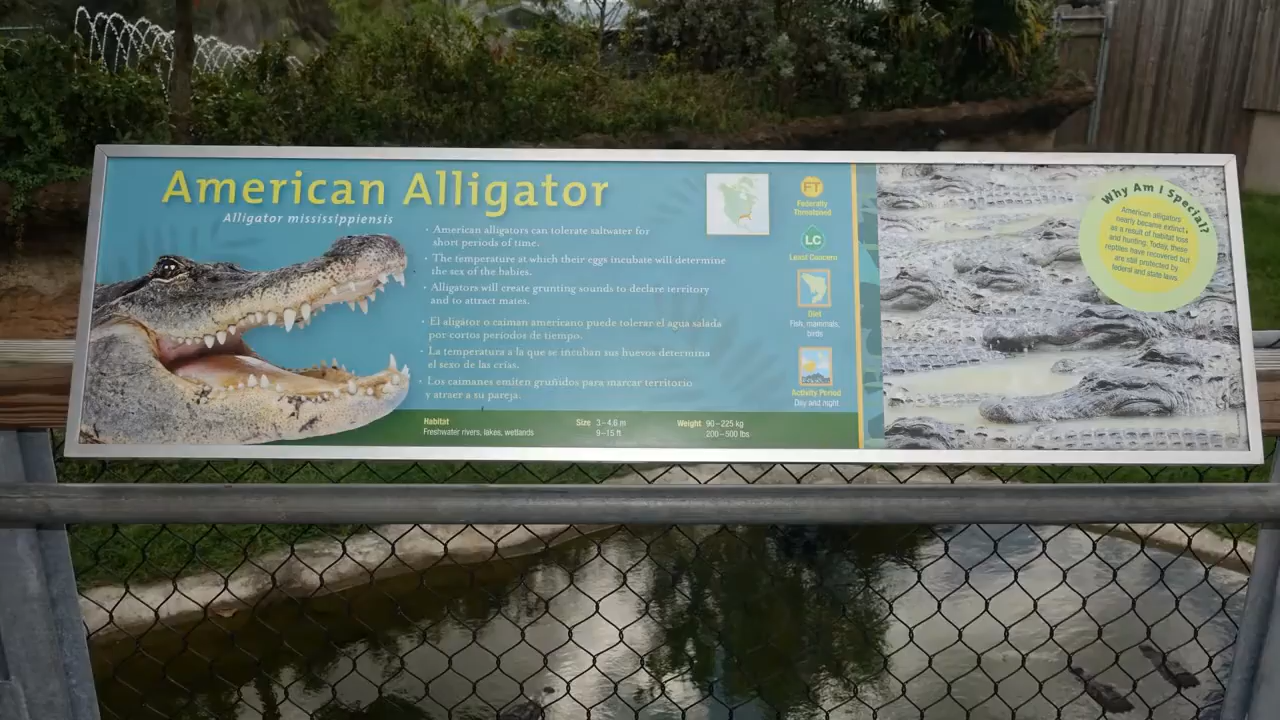 American Alligator
Alligator mississippiensis
· American alligators can tolerate saltwater for
short periods of time.
· The temperature at which their eggs incubate will determine
the sex of the babies.
· Alligators will create grunting sounds to declare territory
and to attract mates.
· El aligátor o caiman americano puede tolerar el agua salada
por cortos periodos de tiempo.
· La temperatura a la que se incuban sus huevos determina
el sexo de las crías.
· Los caimanes emiten gruñidos para marcar territorio
y atraer a su pareja.
Habitat
Freshwater rivers, lakes, wetlands
Size 3–4.6 m
9–15 ft
Weight 90–225 kg
200–500 lbs
FT
Federally
Threatened
LC
Least Concern
Diet
Fish, mammals,
birds
Activity Period
Day and night
Why Am I Special?
American alligators
nearly became extinct
as a result of habitat loss
and hunting. Today, these
reptiles have recovered but
are still protected by
federal and state laws.